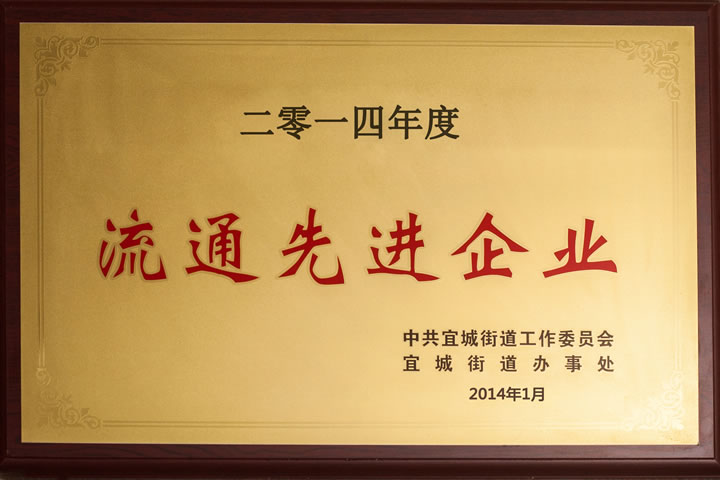 二零一四年度
流通先进企业
中共宜城街道工作委员会
宜城街道办事处
2014年1月